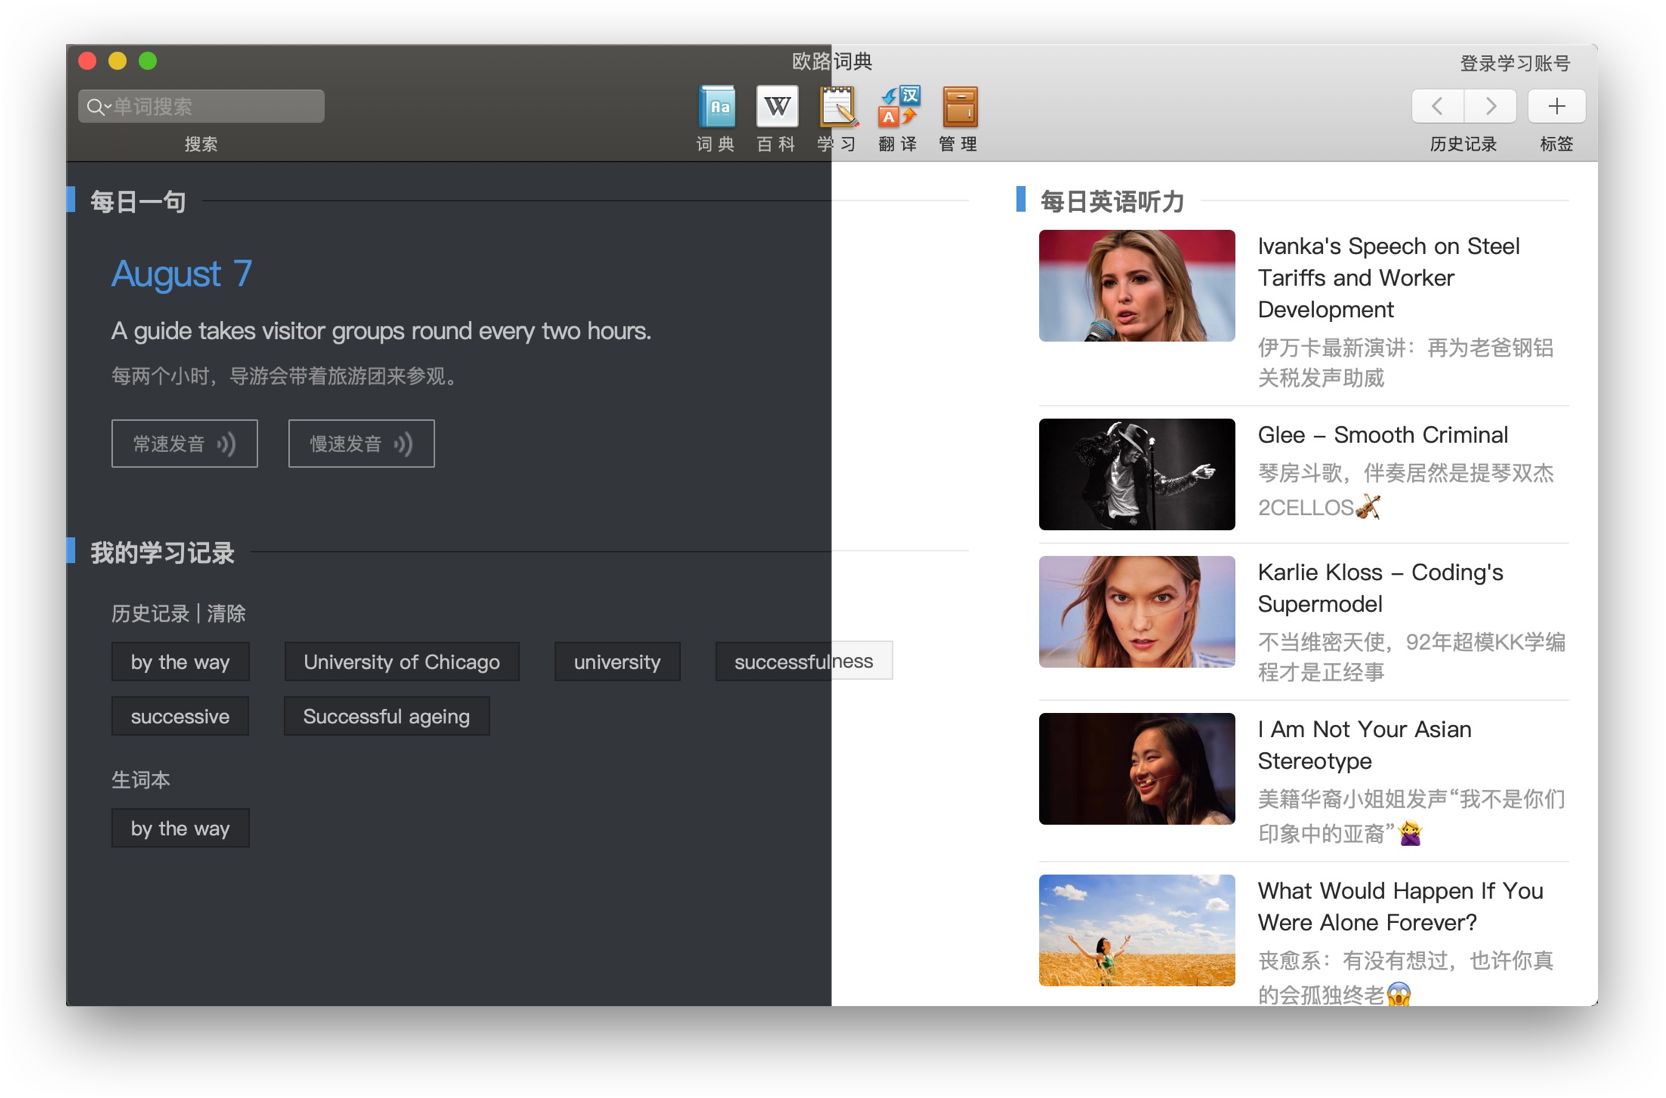 欧路词典
登录学习账号
单词搜索
搜索
Aa
词典
W
百科
学习
汉
A
翻译
管理
历史记录
标签
每日一句
August 7
A guide takes visitor groups round every two hours.
每两个小时，导游会带着旅游团来参观。
常速发音
慢速发音
我的学习记录
历史记录 | 清除
by the way
University of Chicago
university
successfulness
successive
Successful ageing
生词本
by the way
每日英语听力
Ivanka's Speech on Steel
Tariffs and Worker
Development
伊万卡最新演讲：再为老爸钢铝
关税发声助威
Glee – Smooth Criminal
琴房斗歌，伴奏居然是提琴双杰
2CELLOS🎻
Karlie Kloss – Coding's
Supermodel
不当维密天使，92年超模KK学编
程才是正经事
I Am Not Your Asian
Stereotype
美籍华裔小姐姐发声“我不是你们
印象中的亚裔”🙅‍♀️
What Would Happen If You
Were Alone Forever?
丧愈系：有没有想过，也许你真
的会孤独终老😱